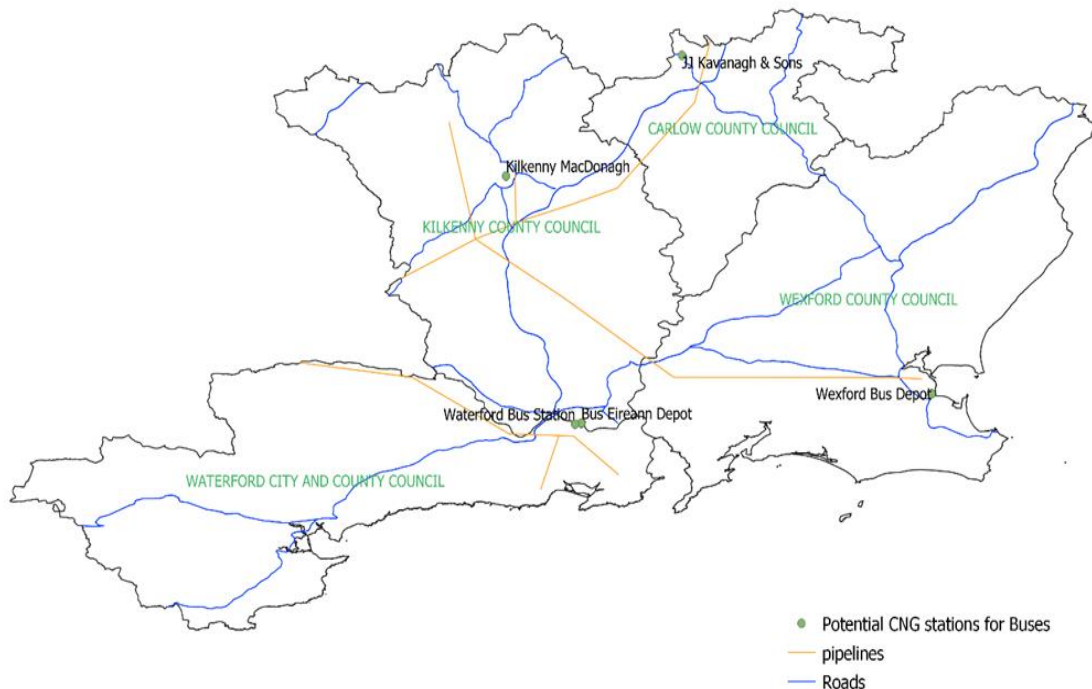 JJ Kavanagh & Sons
CARLOW COUNTY COUNCIL
Kilkenny MacDonagh
KILKENNY COUNTY COUNCIL
WEXFORD COUNTY COUNCIL
Wexford Bus Depot
Waterford Bus Station
Bus Eireann Depot
WATERFORD CITY AND COUNTY COUNCIL
Potential CNG stations for Buses
pipelines
Roads